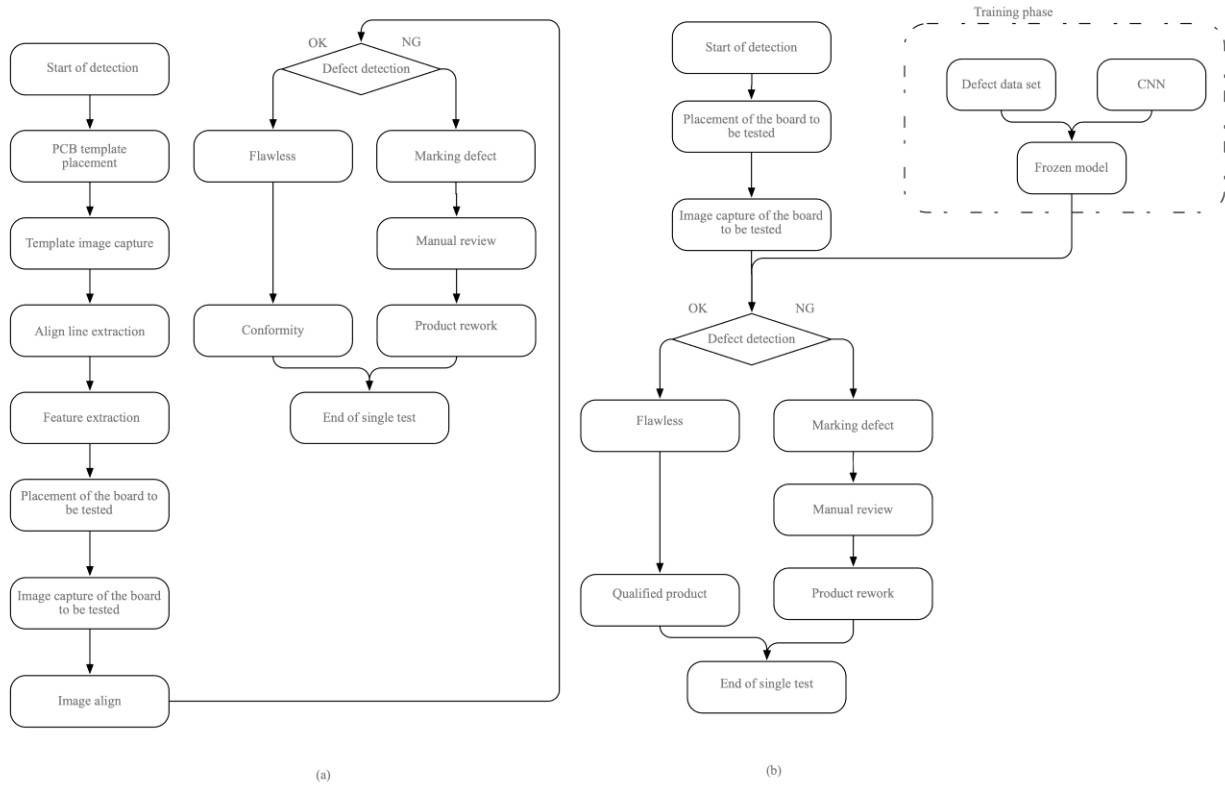 Start of detection
PCB template
placement
Template image capture
Align line extraction
Feature extraction
Placement of the board to
be tested
Image capture of the board
to be tested
Image align
OK
NG
Defect detection
Flawless
Marking defect
Manual review
Conformity
Product rework
End of single test
(a)
Start of detection
Placement of the board to
be tested
Image capture of the board
to be tested
Training phase
Defect data set
CNN
Frozen model
OK
NG
Defect detection
Flawless
Marking defect
Manual review
Qualified product
Product rework
End of single test
(b)